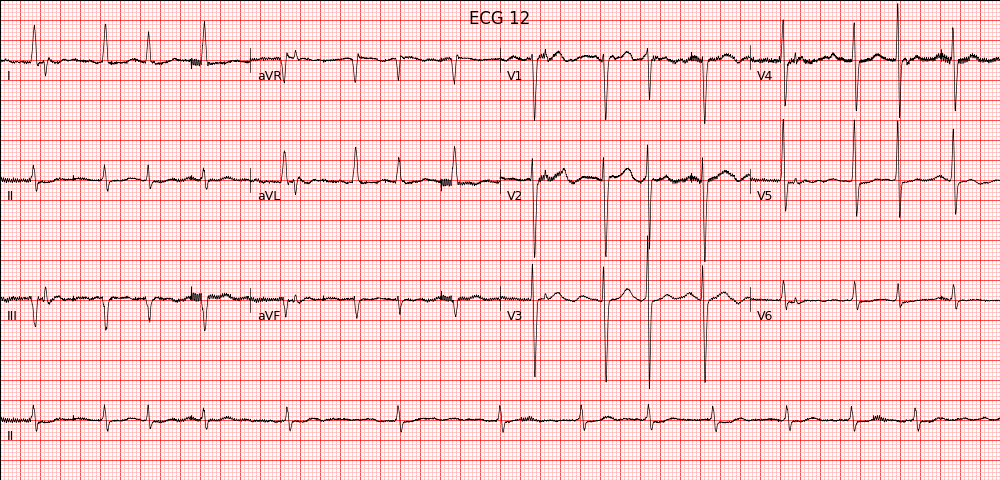 ECG 12
I aVR V1 V4
II aVL V2 V5
III aVF V3 V6
II